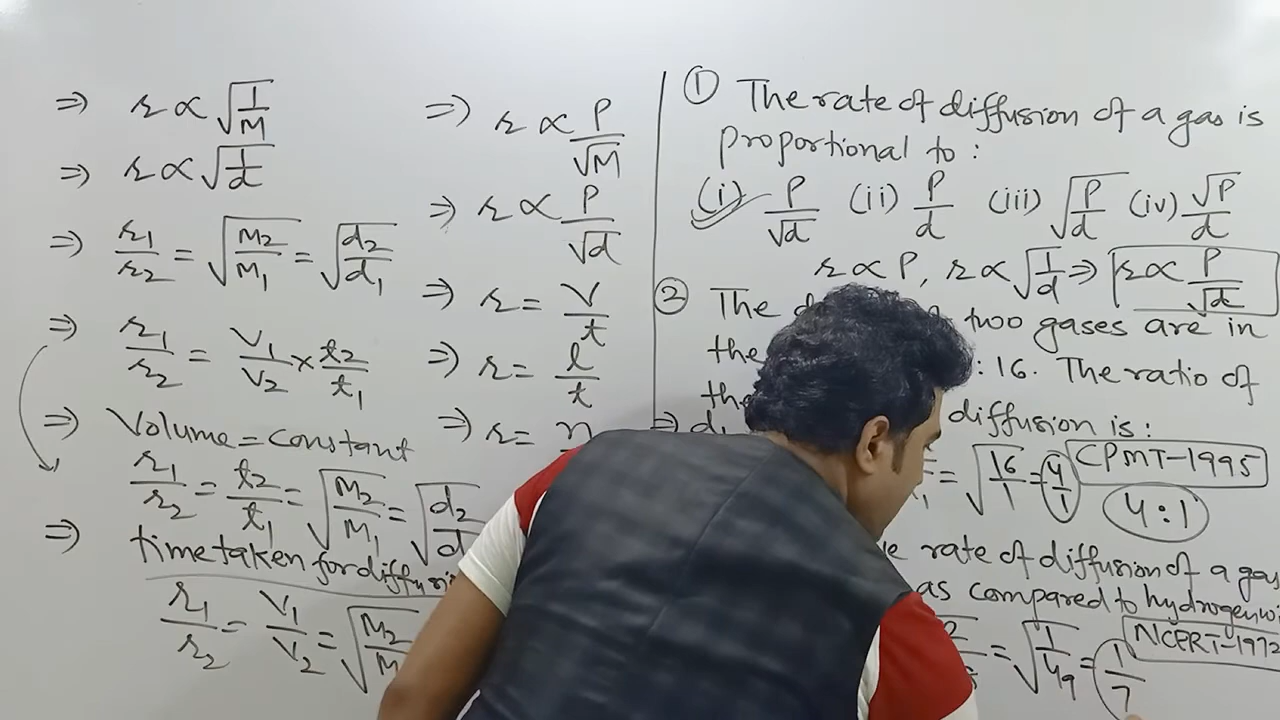 ⇒ r ∝ √(1/M)
⇒ r ∝ √(1/d)
⇒ r1/r2 = √(M2/M1) = √(d2/d1)
⇒ r1/r2 = V1/V2 × t2/t1
⇒ Volume = Constant
r1/r2 = t2/t1 = √(M2/M1) = √(d2/d
⇒ time taken for diffusi
r1/r2 = V1/V2 = √(M2/M
⇒ r ∝ P/√M
⇒ r ∝ P/√d
⇒ r = V/t
⇒ r = l/t
⇒ r = n
① The rate of diffusion of a gas is
proportional to :
(i) P/√d (ii) P/d (iii) √(P/d) (iv) √P/d
r ∝ P, r ∝ √(1/d) ⇒ r ∝ P/√d
② The two gases are in
the : 16. The ratio of
diffusion is :
⇒ d1 = √(16/1) = 4/1 CPMT-1995
4 : 1
rate of diffusion of a gas
as compared to hydrogen
= √(1/49) = 1/7 NCERT-1972